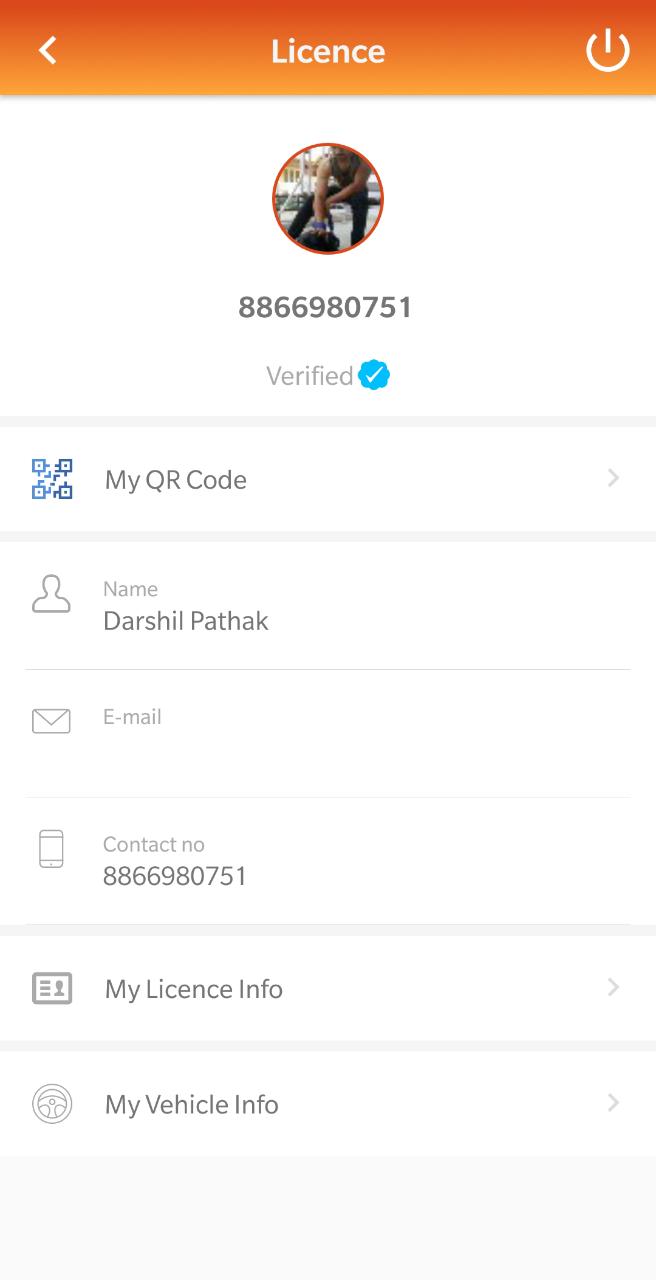 Licence
8866980751
Verified
My QR Code
Name
Darshil Pathak
E-mail
Contact no
8866980751
My Licence Info
My Vehicle Info